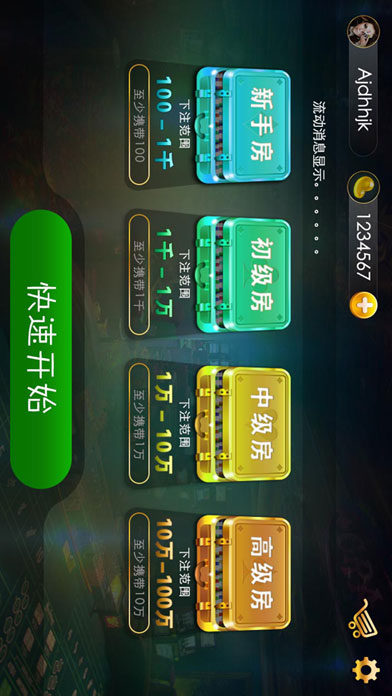 Ajdhhjk
1234567
流动消息显示。。。。。。
新手房
下注范围
100-1千
至少携带100
初级房
下注范围
1千-1万
至少携带1千
中级房
下注范围
1万-10万
至少携带1万
高级房
下注范围
10万-100万
至少携带10万
快速开始